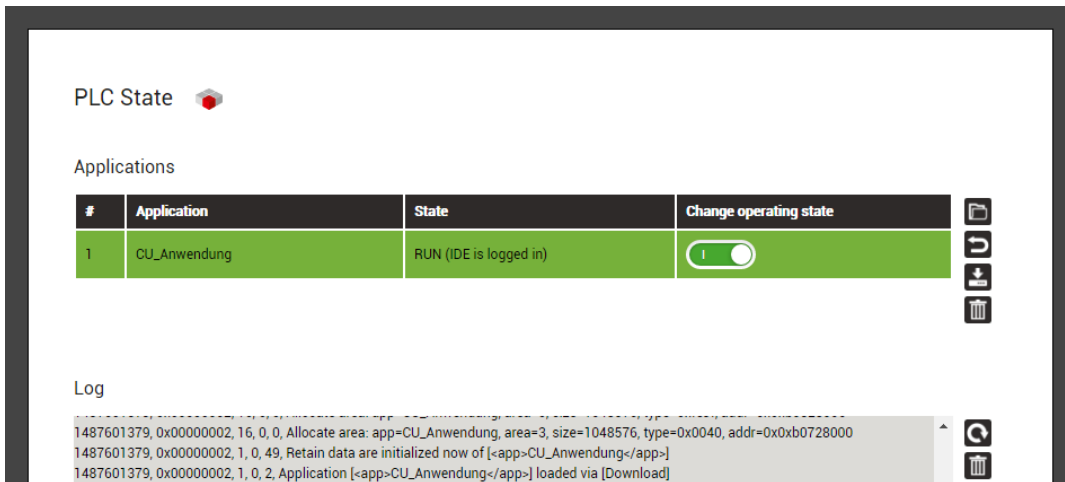 PLC State
Applications
# Application State Change operating state
1 CU_Anwendung RUN (IDE is logged in) I
Log
1487601379, 0x00000002, 16, 0, 0, Allocate area: app=CU_Anwendung, area=3, size=1048576, type=0x0040, addr=0x0xb0728000
1487601379, 0x00000002, 1, 0, 49, Retain data are initialized now of [<app>CU_Anwendung</app>]
1487601379, 0x00000002, 1, 0, 2, Application [<app>CU_Anwendung</app>] loaded via [Download]